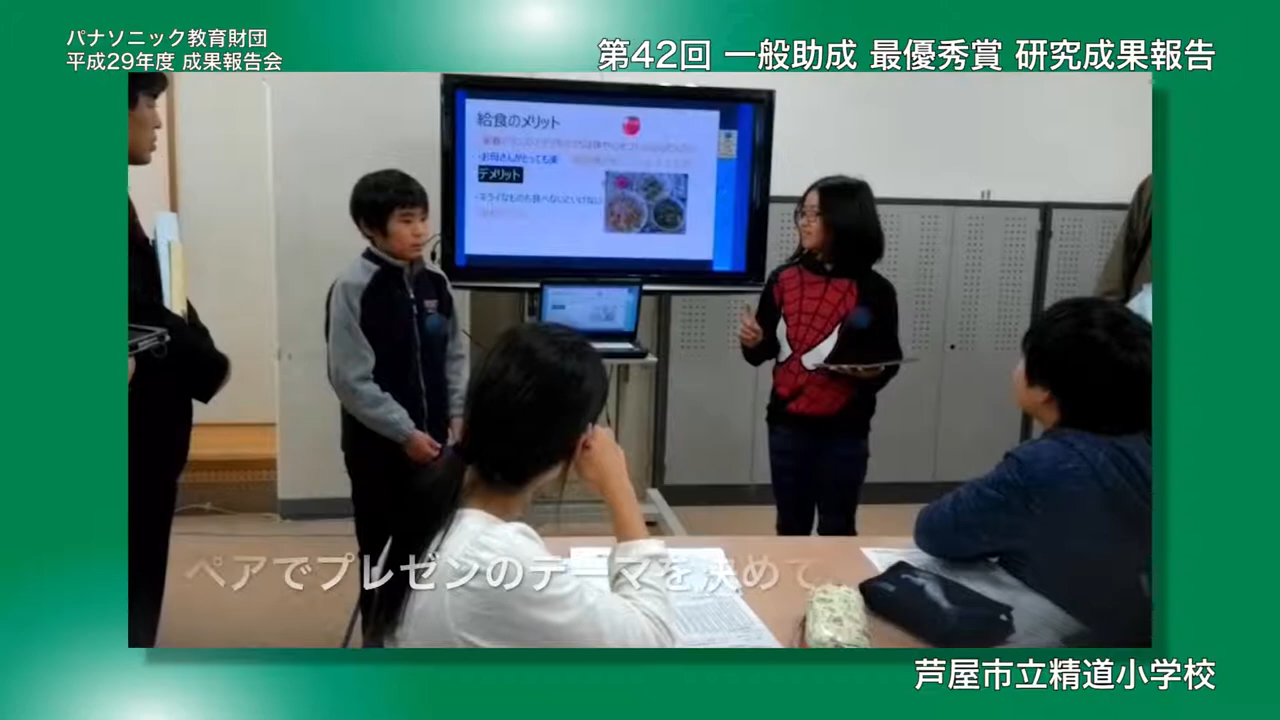 パナソニック教育財団
平成29年度 成果報告会
第42回 一般助成 最優秀賞 研究成果報告
給食のメリット
・お母さんがとっても楽
デメリット
・キライなものも食べないといけない
ペアでプレゼンのテーマを決めて
芦屋市立精道小学校